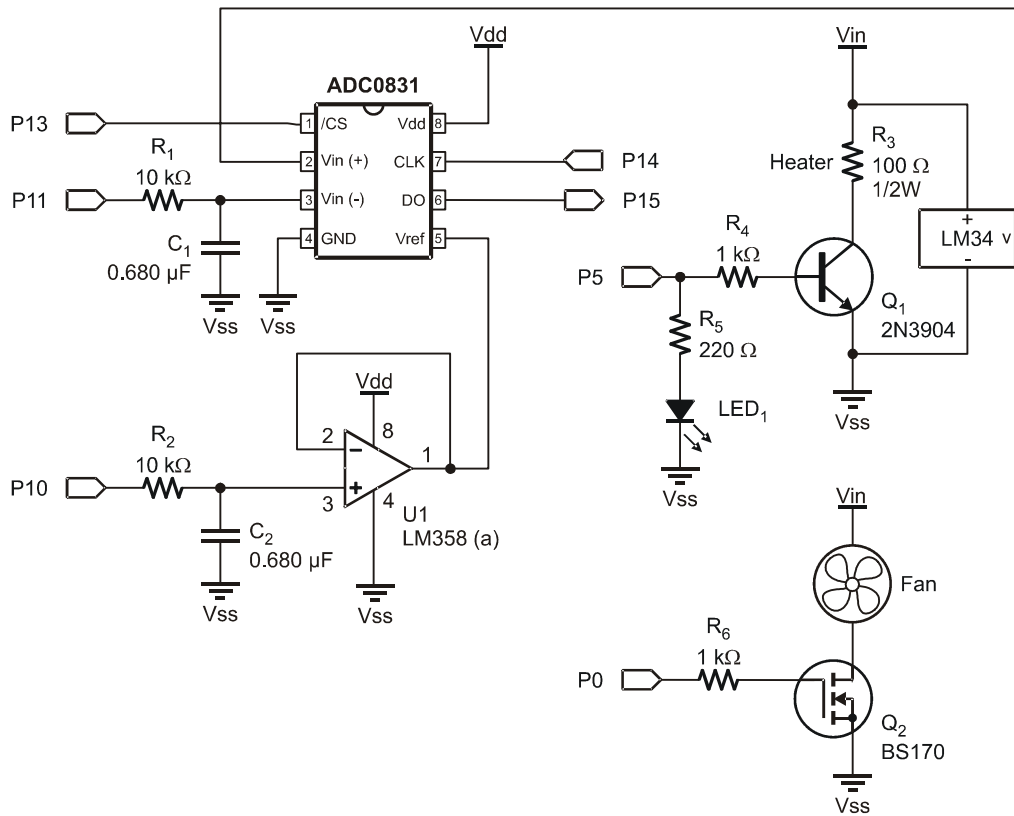 Vdd
Vin
ADC0831
P13
1
/CS
Vdd
8
R3
100 Ω
1/2W
Heater
R1
10 kΩ
2
Vin (+)
CLK
7
P14
P11
3
Vin (-)
DO
6
P15
4
GND
Vref
5
C1
0.680 µF
Vss
Vss
R4
1 kΩ
P5
+
LM34
v
-
Q1
2N3904
R5
220 Ω
LED1
Vss
Vss
Vdd
2
8
1
3
4
R2
10 kΩ
P10
U1
LM358 (a)
C2
0.680 µF
Vss
Vss
Vin
Fan
R6
1 kΩ
P0
Q2
BS170
Vss